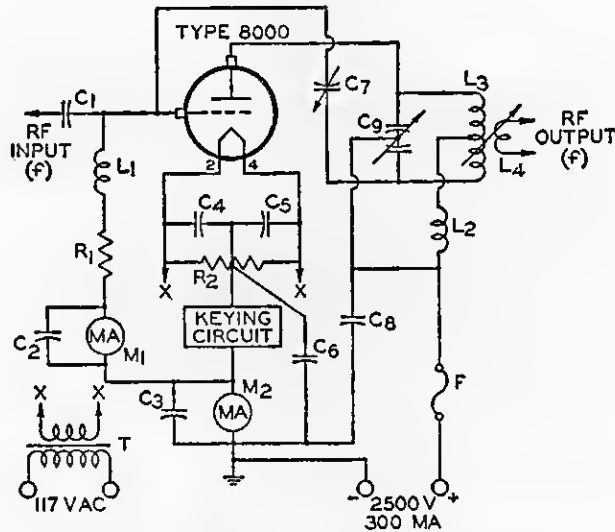 TYPE 8000
C1
C7
L3
RF INPUT (f)
C9
RF OUTPUT (f)
L1
2 4
L4
C4 C5
L2
R1
R2
X X
KEYING CIRCUIT
C8
C2
MA
M1
C6
F
X X
C3
M2
MA
T
117 VAC
- 2500 V +
300 MA